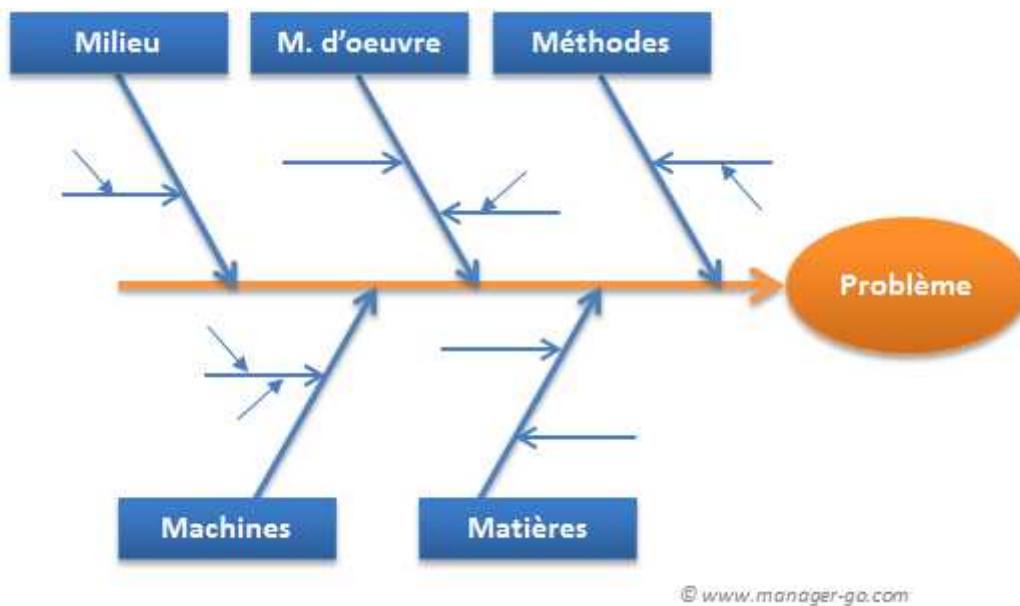 Milieu
M. d'oeuvre
Méthodes
Problème
Machines
Matières
© www.manager-go.com